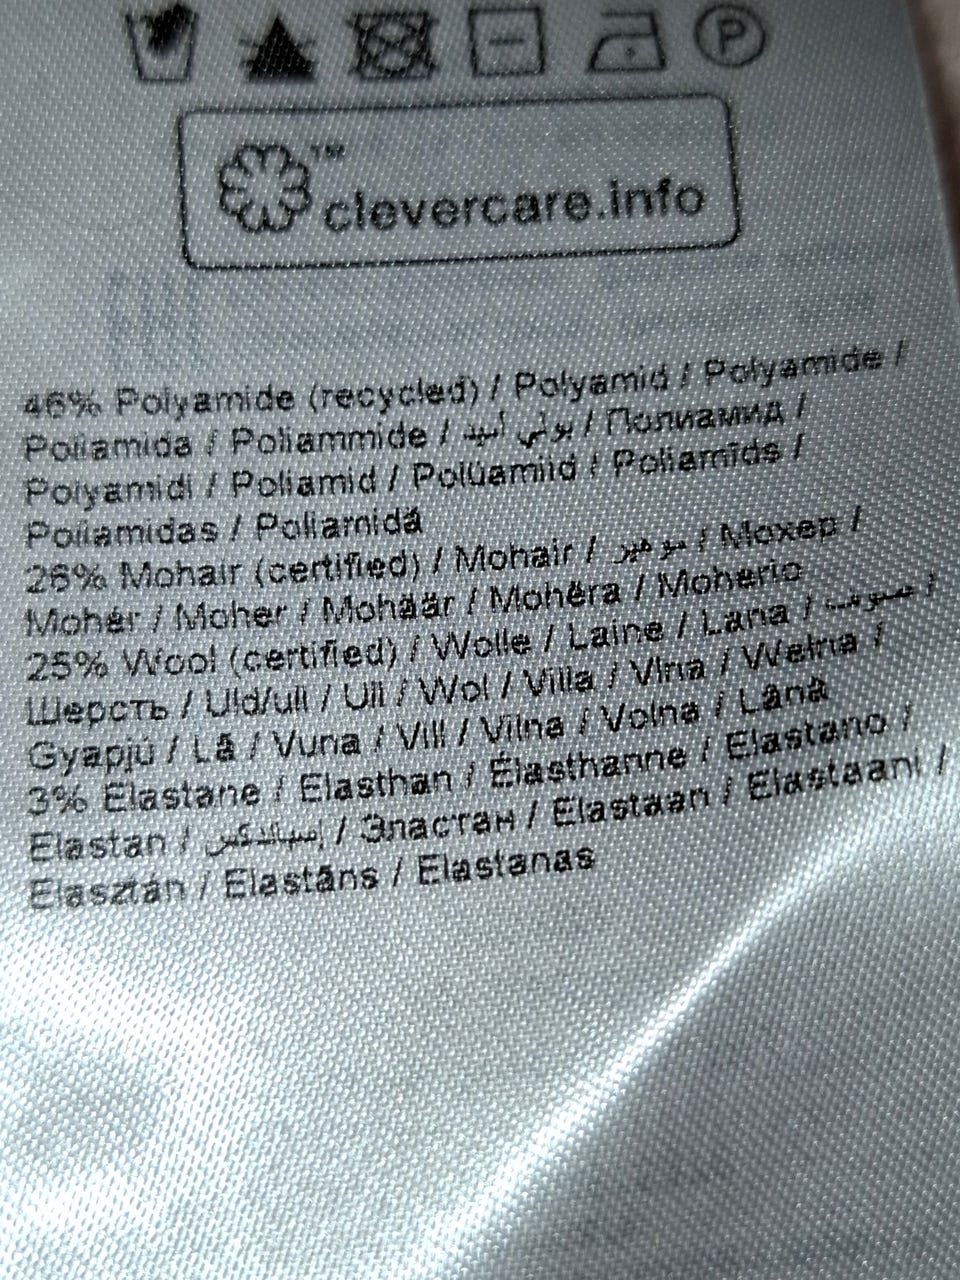 P
™
clevercare.info
46% Polyamide (recycled) / Polyamid / Polyamide /
Poliamida / Poliammide / بولي أميد / Полиамид /
Polyamidi / Poliamid / Polüamiid / Poliamīds /
Poliamidas / Poliamidă
26% Mohair (certified) / Mohair / موهير / Мохер /
Mohér / Moher / Mohäär / Mohēra / Moherio
25% Wool (certified) / Wolle / Laine / Lana / صوف /
Шерсть / Uld/ull / Ull / Wol / Villa / Vlna / Wełna /
Gyapjú / Lã / Vuna / Vill / Vilna / Volna / Lână
3% Elastane / Elasthan / Élasthanne / Elastano /
Elastan / إسپاندكس / Эластан / Elastaan / Elastaani /
Elasztán / Elastāns / Elastanas